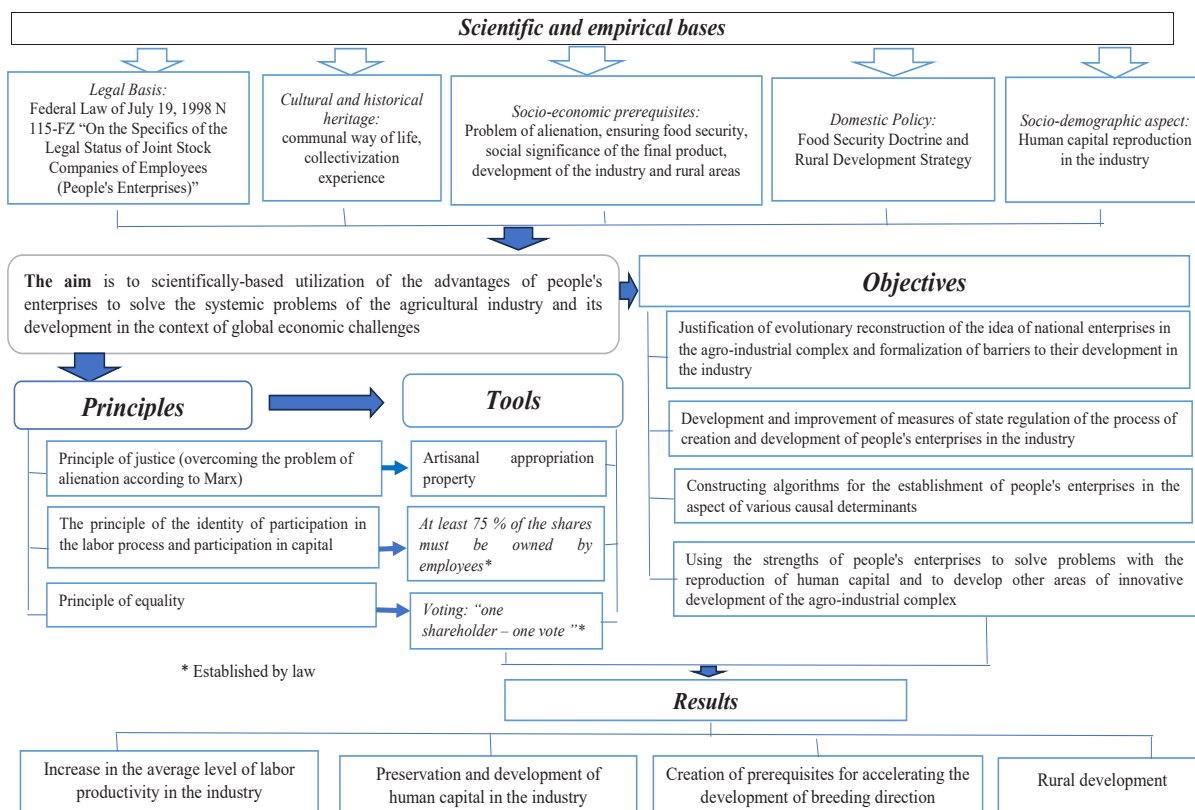 Scientific and empirical bases
Legal Basis:
Federal Law of July 19, 1998 N
115-FZ “On the Specifics of the
Legal Status of Joint Stock
Companies of Employees
(People's Enterprises)”
Cultural and historical
heritage:
communal way of life,
collectivization
experience
Socio-economic prerequisites:
Problem of alienation, ensuring food security,
social significance of the final product,
development of the industry and rural areas
Domestic Policy:
Food Security Doctrine and
Rural Development Strategy
Socio-demographic aspect:
Human capital reproduction
in the industry
The aim is to scientifically-based utilization of the advantages of people's
enterprises to solve the systemic problems of the agricultural industry and its
development in the context of global economic challenges
Objectives
Justification of evolutionary reconstruction of the idea of national enterprises in
the agro-industrial complex and formalization of barriers to their development in
the industry
Development and improvement of measures of state regulation of the process of
creation and development of people's enterprises in the industry
Constructing algorithms for the establishment of people's enterprises in the
aspect of various causal determinants
Using the strengths of people's enterprises to solve problems with the
reproduction of human capital and to develop other areas of innovative
development of the agro-industrial complex
Principles
Tools
Principle of justice (overcoming the problem of
alienation according to Marx)
Artisanal appropriation
property
The principle of the identity of participation in
the labor process and participation in capital
At least 75 % of the shares
must be owned by
employees*
Principle of equality
Voting: “one
shareholder – one vote ”*
* Established by law
Results
Increase in the average level of labor
productivity in the industry
Preservation and development of
human capital in the industry
Creation of prerequisites for accelerating the
development of breeding direction
Rural development